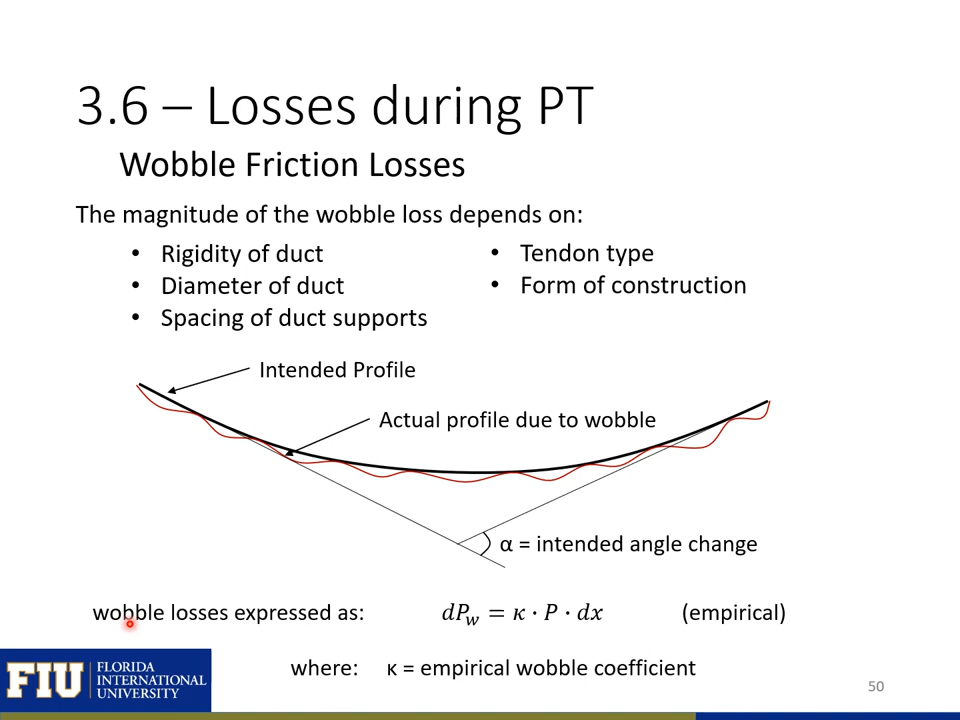 3.6 – Losses during PT
Wobble Friction Losses
The magnitude of the wobble loss depends on:
• Rigidity of duct
• Diameter of duct
• Spacing of duct supports
• Tendon type
• Form of construction
Intended Profile
Actual profile due to wobble
α = intended angle change
wobble losses expressed as: dP_w = κ · P · dx (empirical)
where: κ = empirical wobble coefficient
FIU
FLORIDA
INTERNATIONAL
UNIVERSITY
50